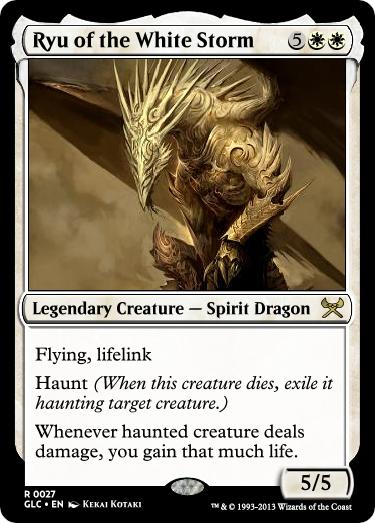 Ryu of the White Storm 5
Legendary Creature — Spirit Dragon
Flying, lifelink
Haunt (When this creature dies, exile it
haunting target creature.)
Whenever haunted creature deals
damage, you gain that much life.
5/5
R 0027
GLC • EN Kekai Kotaki
™ & © 1993-2013 Wizards of the Coast